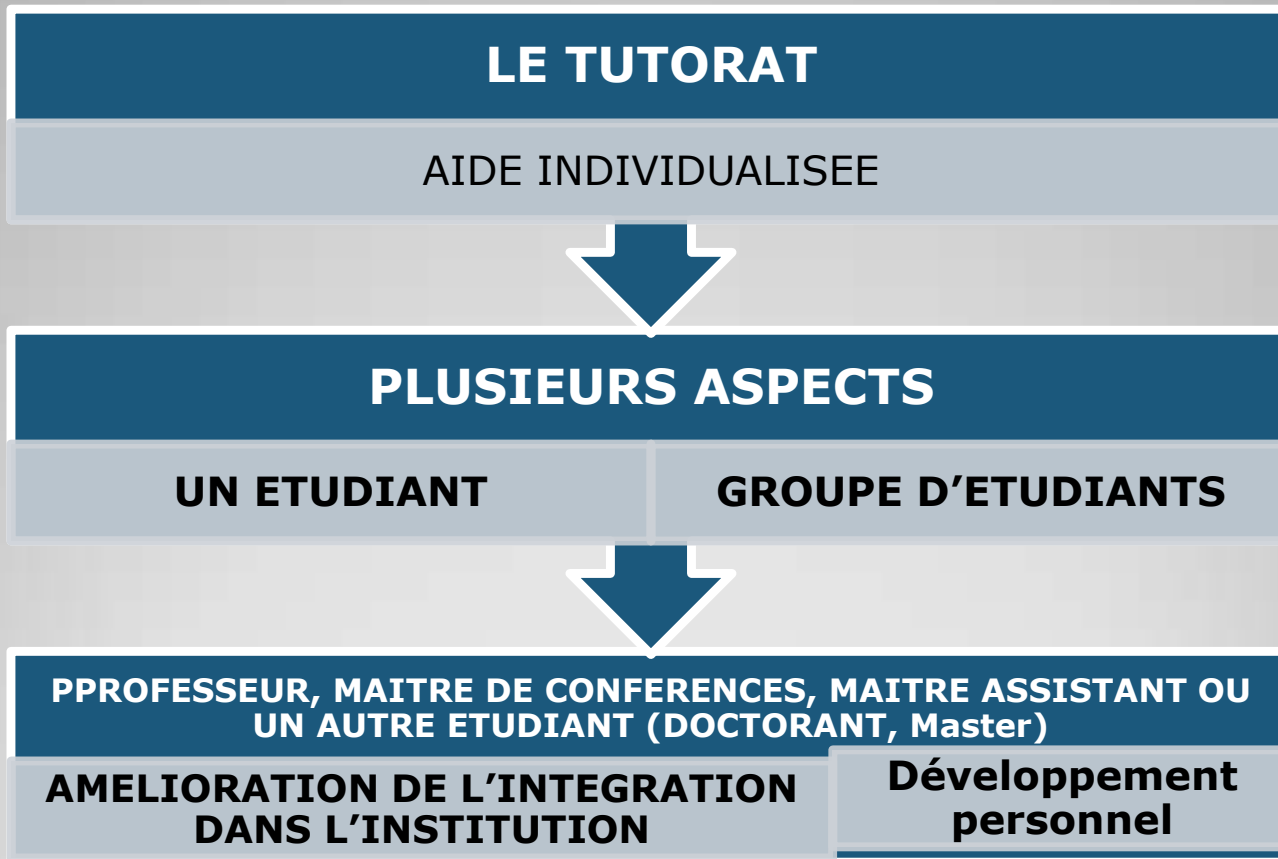 LE TUTORAT
AIDE INDIVIDUALISEE
PLUSIEURS ASPECTS
UN ETUDIANT
GROUPE D’ETUDIANTS
PPROFESSEUR, MAITRE DE CONFERENCES, MAITRE ASSISTANT OU
UN AUTRE ETUDIANT (DOCTORANT, Master)
AMELIORATION DE L’INTEGRATION
DANS L’INSTITUTION
Développement
personnel